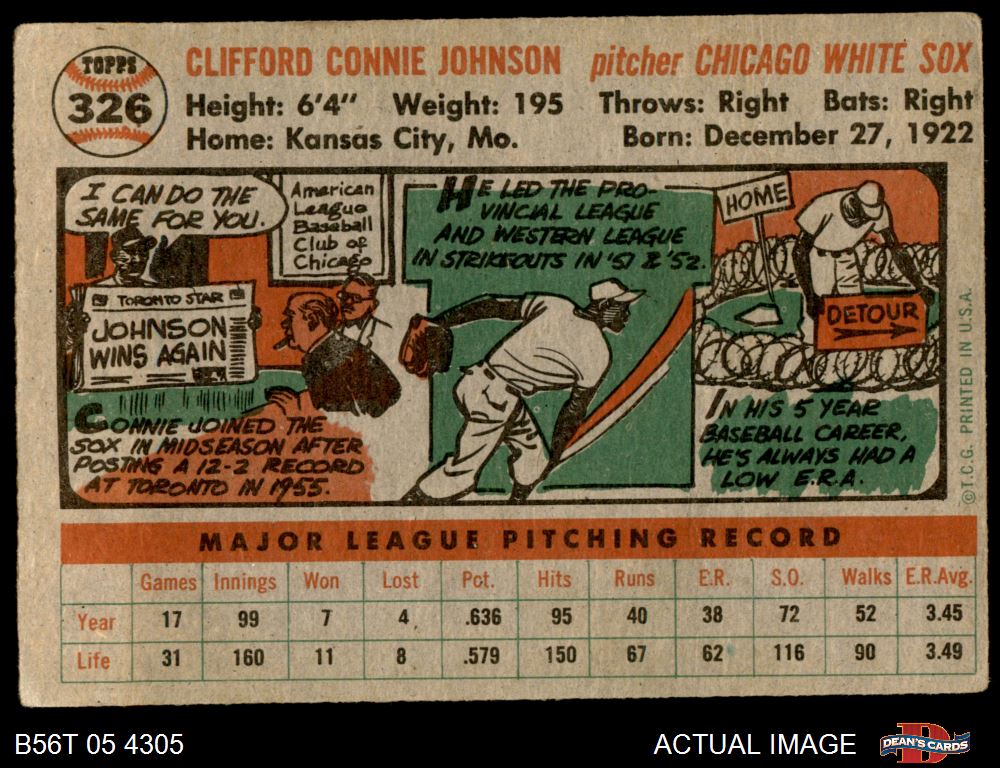 TOPPS
326
CLIFFORD CONNIE JOHNSON pitcher CHICAGO WHITE SOX
Height: 6'4" Weight: 195 Throws: Right Bats: Right
Home: Kansas City, Mo. Born: December 27, 1922
I CAN DO THE
SAME FOR YOU.
American
League
Baseball
Club of
Chicago
TORONTO STAR
JOHNSON
WINS AGAIN
CONNIE JOINED THE
SOX IN MIDSEASON AFTER
POSTING A 12-2 RECORD
AT TORONTO IN 1955.
HE LED THE PRO-
VINCIAL LEAGUE
AND WESTERN LEAGUE
IN STRIKEOUTS IN '51 & '52.
HOME
DETOUR
IN HIS 5 YEAR
BASEBALL CAREER,
HE'S ALWAYS HAD A
LOW E.R.A.
©T.C.G. PRINTED IN U.S.A.
MAJOR LEAGUE PITCHING RECORD
Games Innings Won Lost Pct. Hits Runs E.R. S.O. Walks E.R.Avg.
Year 17 99 7 4 .636 95 40 38 72 52 3.45
Life 31 160 11 8 .579 150 67 62 116 90 3.49
B56T 05 4305
ACTUAL IMAGE
DEAN'S CARDS